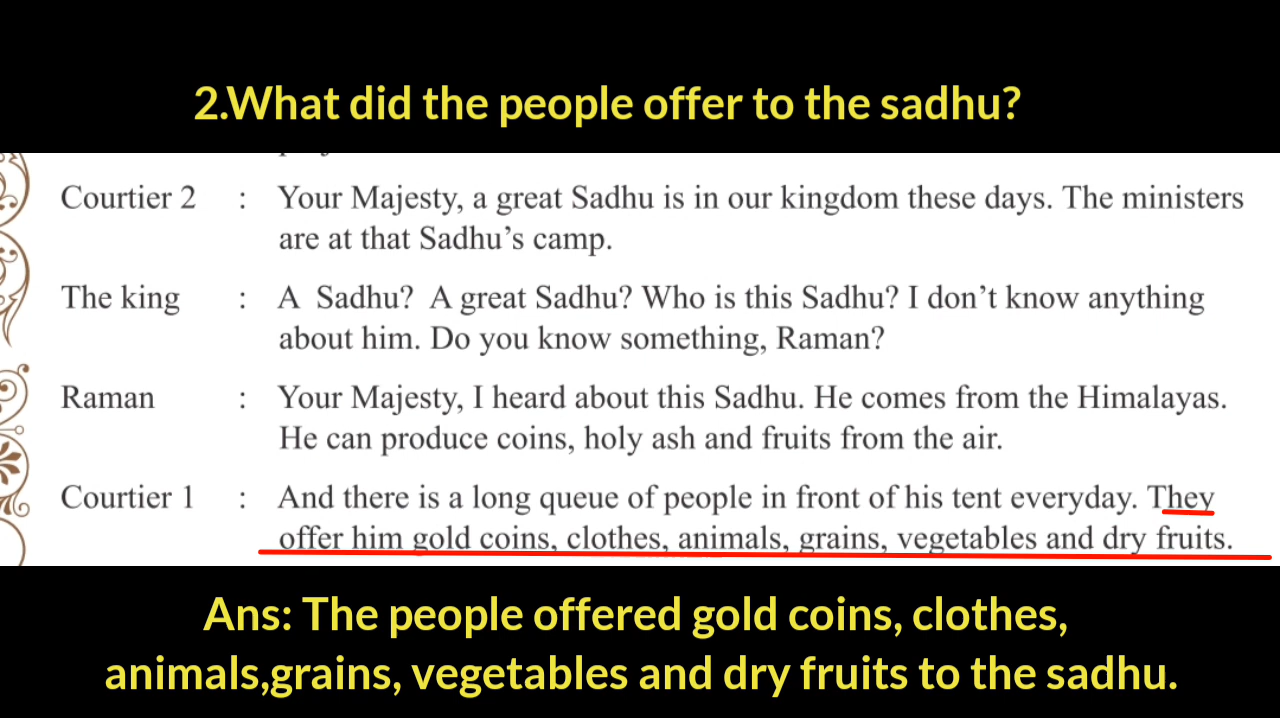 2.What did the people offer to the sadhu?
Courtier 2 : Your Majesty, a great Sadhu is in our kingdom these days. The ministers
are at that Sadhu’s camp.
The king : A Sadhu? A great Sadhu? Who is this Sadhu? I don’t know anything
about him. Do you know something, Raman?
Raman : Your Majesty, I heard about this Sadhu. He comes from the Himalayas.
He can produce coins, holy ash and fruits from the air.
Courtier 1 : And there is a long queue of people in front of his tent everyday. They
offer him gold coins, clothes, animals, grains, vegetables and dry fruits.
Ans: The people offered gold coins, clothes,
animals,grains, vegetables and dry fruits to the sadhu.